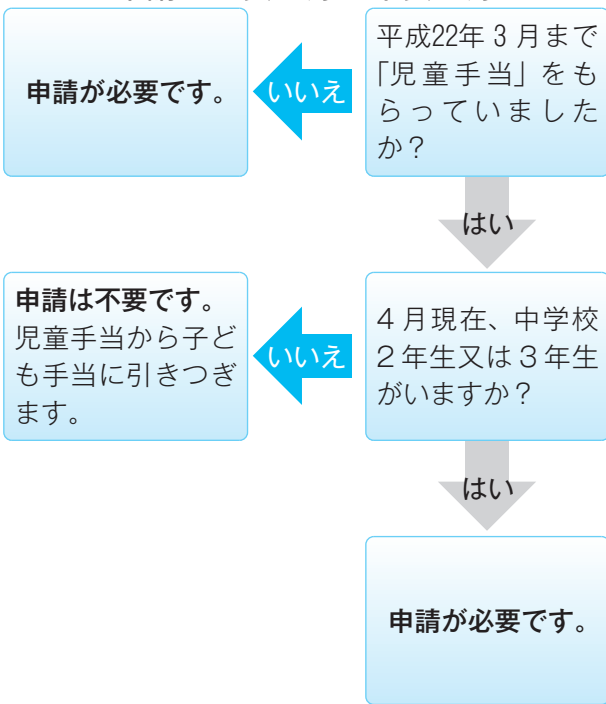 平成22年3月まで
「児童手当」をも
らっていました
か？
いいえ
申請が必要です。
はい
4月現在、中学校
2年生又は3年生
がいますか？
いいえ
申請は不要です。
児童手当から子ど
も手当に引きつぎ
ます。
はい
申請が必要です。